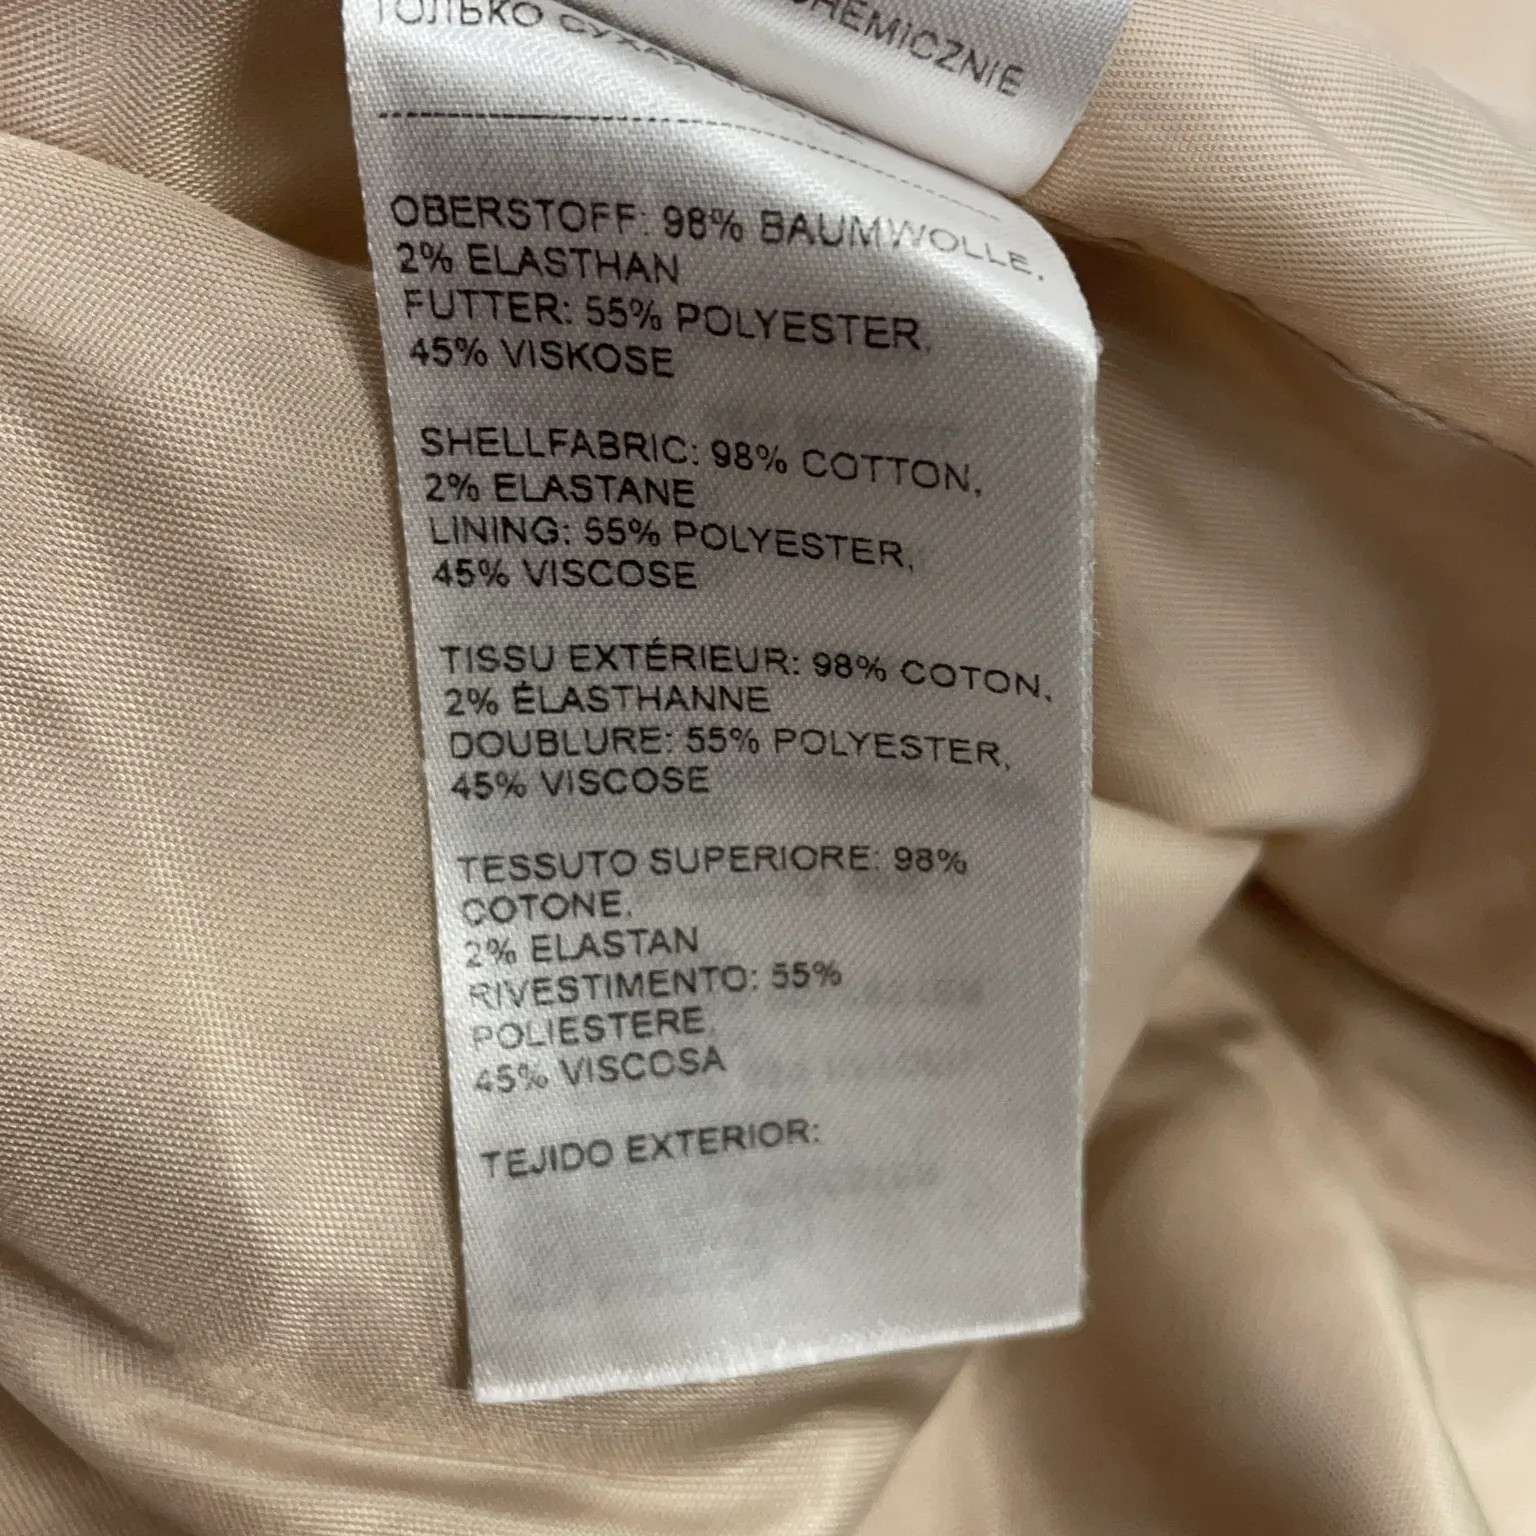 ТОЛЬКО СУХАЯ
CHEMICZNIE
OBERSTOFF: 98% BAUMWOLLE,
2% ELASTHAN
FUTTER: 55% POLYESTER,
45% VISKOSE
SHELLFABRIC: 98% COTTON,
2% ELASTANE
LINING: 55% POLYESTER,
45% VISCOSE
TISSU EXTÉRIEUR: 98% COTON,
2% ÉLASTHANNE
DOUBLURE: 55% POLYESTER,
45% VISCOSE
TESSUTO SUPERIORE: 98%
COTONE,
2% ELASTAN
RIVESTIMENTO: 55%
POLIESTERE,
45% VISCOSA
TEJIDO EXTERIOR: